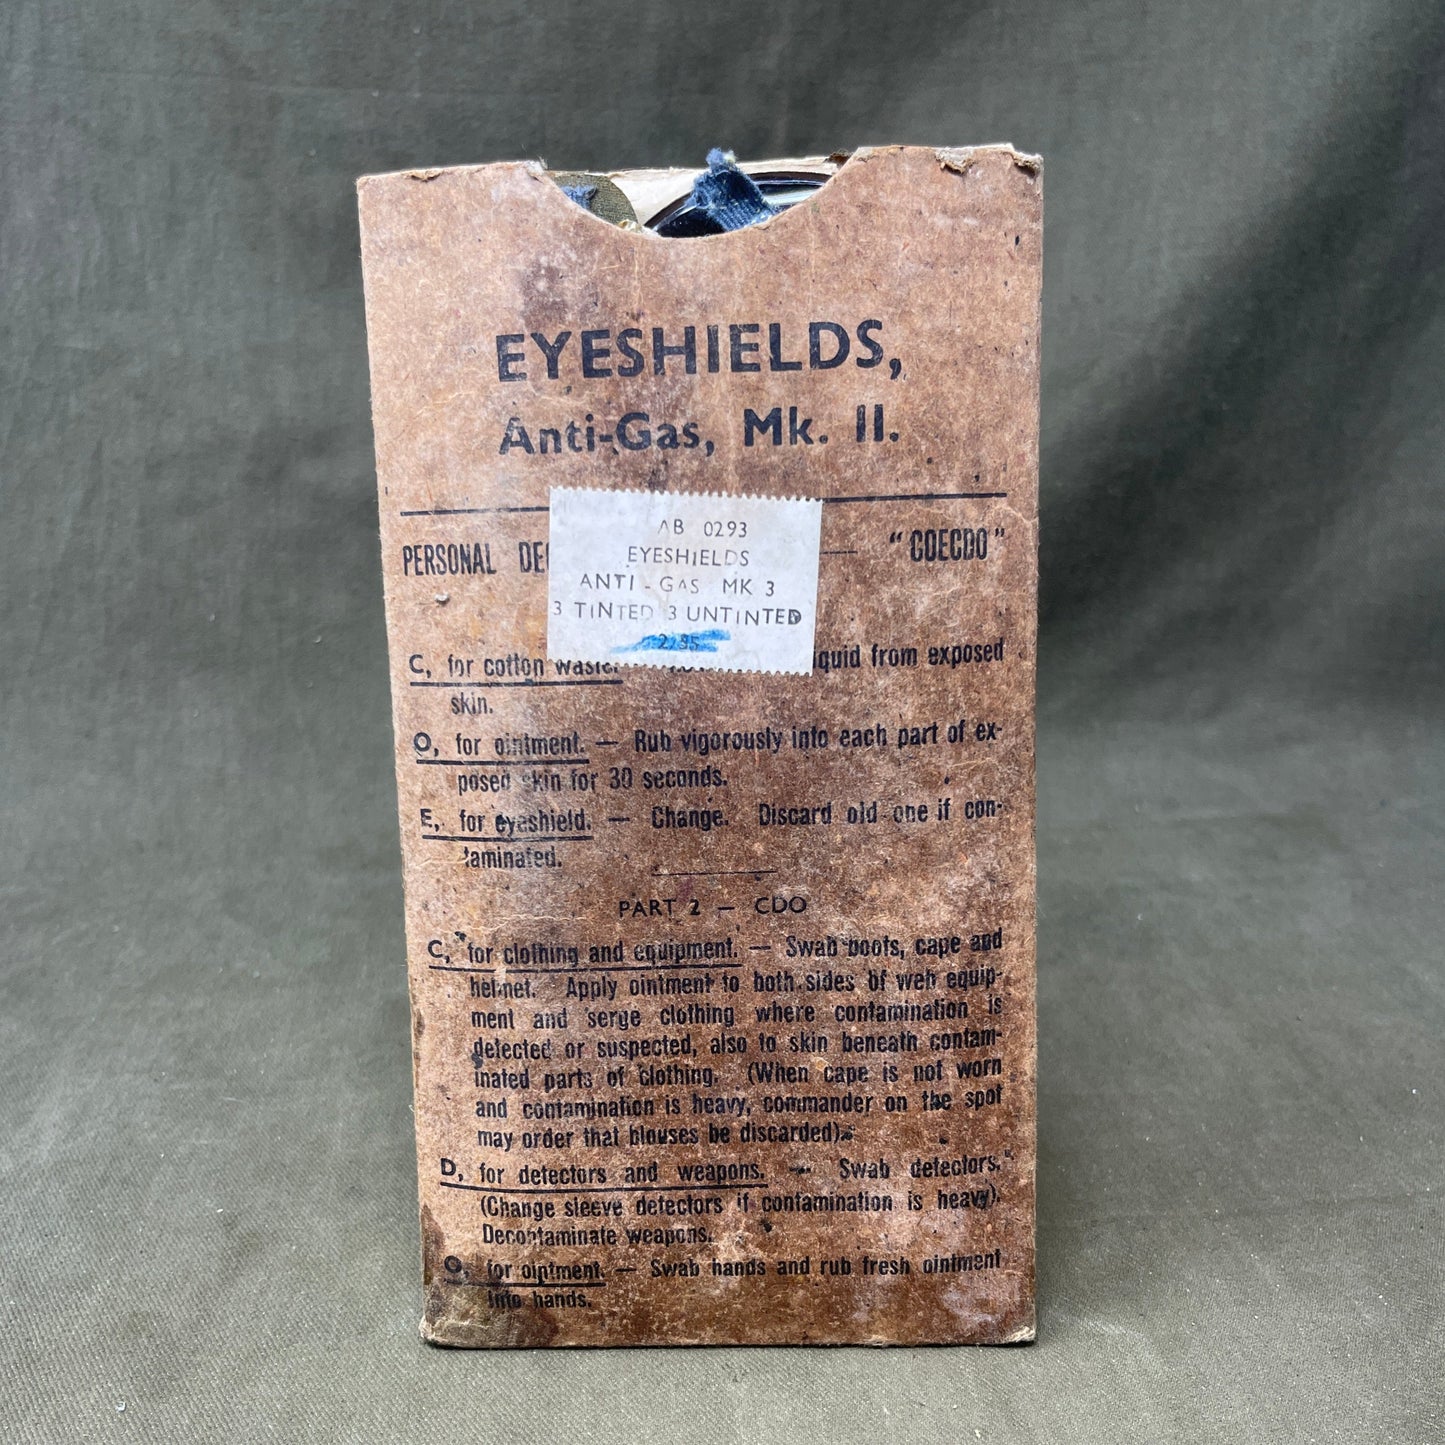 EYESHIELDS,
Anti-Gas, Mk. II.
PERSONAL "COECDO"
AB 0293
EYESHIELDS
ANTI-GAS MK 3
3 TINTED 3 UNTINTED
C, for cotton waste. from exposed
skin.
O, for ointment. — Rub vigorously into each part of ex-
posed skin for 30 seconds.
E, for eyeshield. — Change. Discard old one if con-
taminated.
PART 2 — CDO
C, for clothing and equipment. — Swab boots, cape and
helmet. Apply ointment to both sides of web equip-
ment and serge clothing where contamination is
detected or suspected, also to skin beneath contam-
inated parts of clothing. (When cape is not worn
and contamination is heavy, commander on the spot
may order that blouses be discarded).
D, for detectors and weapons. — Swab detectors.
(Change sleeve detectors if contamination is heavy).
Decontaminate weapons.
O, for ointment. — Swab hands and rub fresh ointment
into hands.